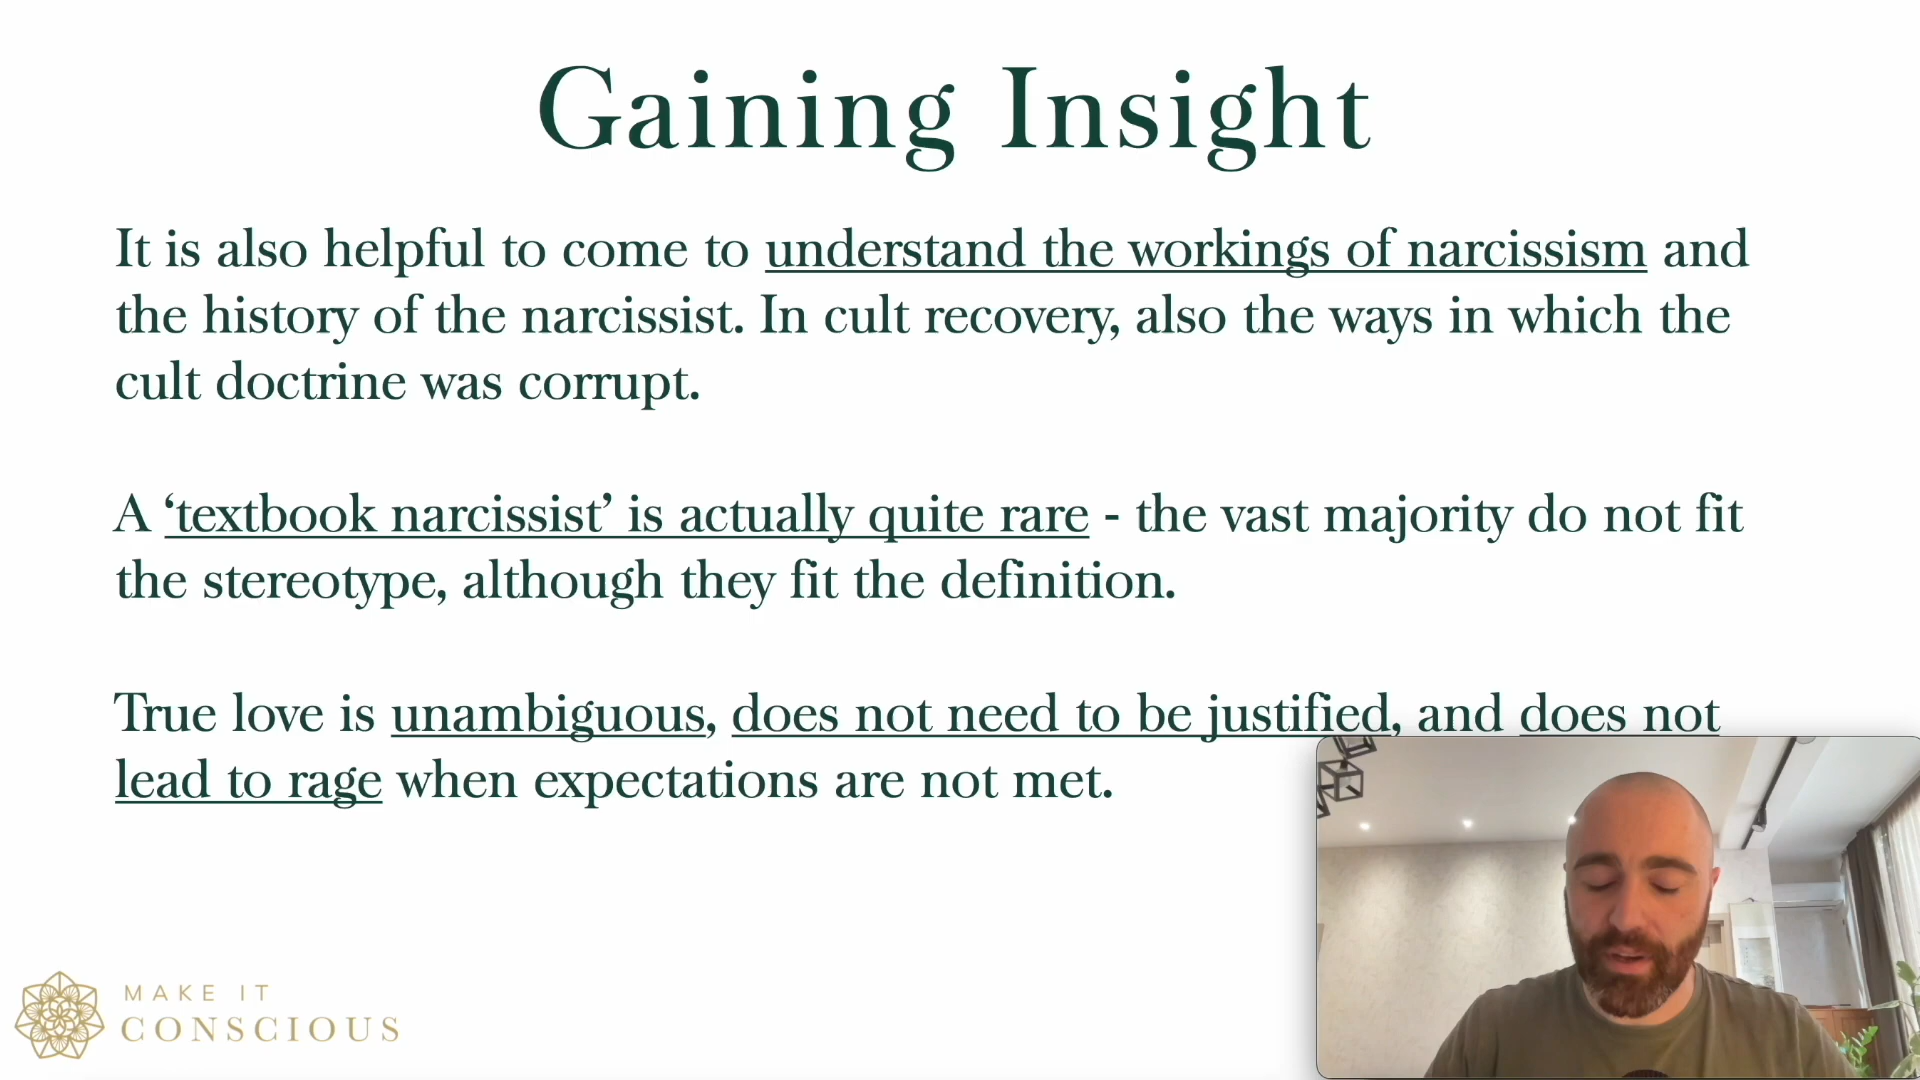 Gaining Insight
It is also helpful to come to understand the workings of narcissism and
the history of the narcissist. In cult recovery, also the ways in which the
cult doctrine was corrupt.
A ‘textbook narcissist’ is actually quite rare - the vast majority do not fit
the stereotype, although they fit the definition.
True love is unambiguous, does not need to be justified, and does not
lead to rage when expectations are not met.
MAKE IT
CONSCIOUS